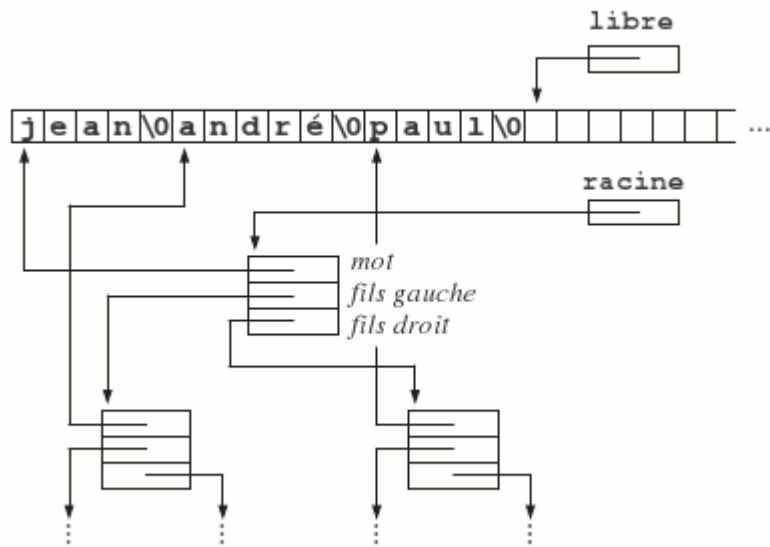 libre
jean\0andré\0paul\0 ...
racine
mot
fils gauche
fils droit